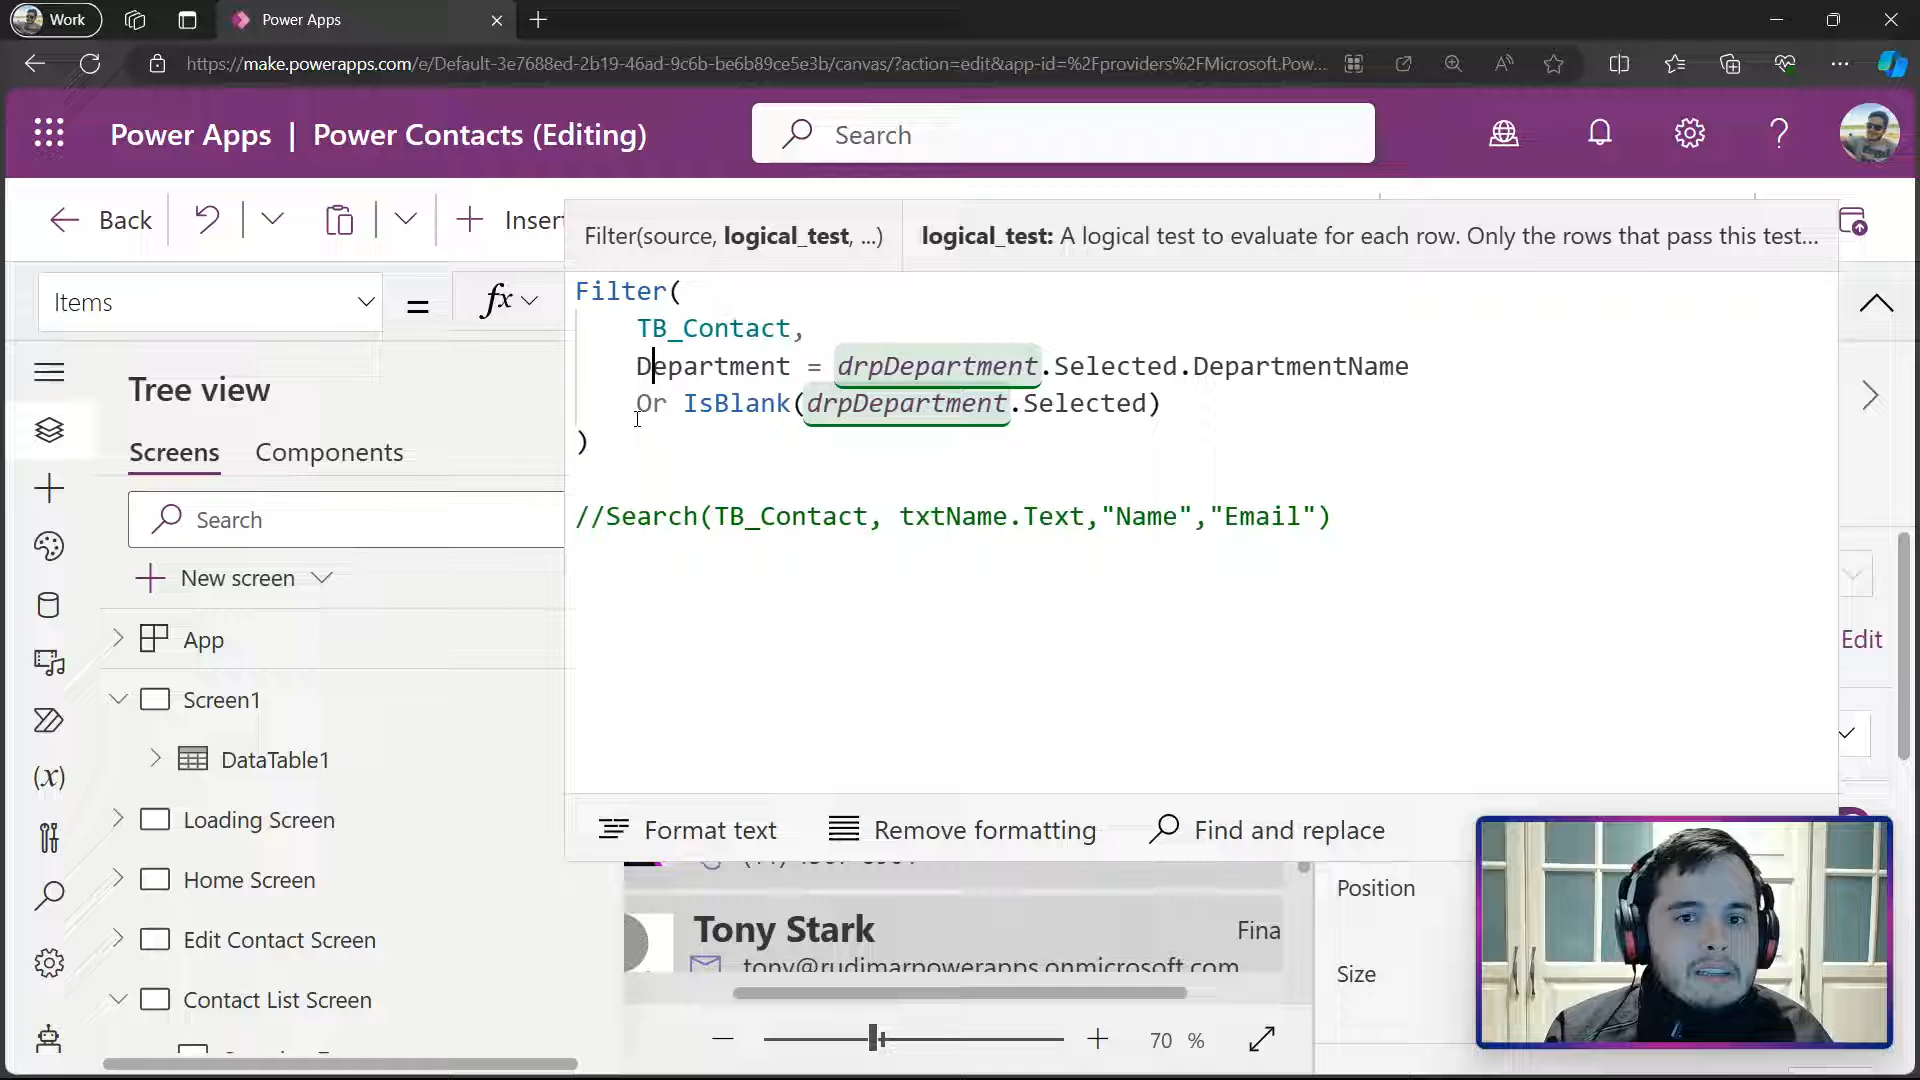 Work
Power Apps
https://make.powerapps.com/e/Default-3e7688ed-2b19-46ad-9c6b-be6b89ce5e3b/canvas/?action=edit&app-id=%2Fproviders%2FMicrosoft.Pow...
Power Apps | Power Contacts (Editing)
Search
Back
Insert
Filter(source, logical_test, ...)
logical_test: A logical test to evaluate for each row. Only the rows that pass this test...
Items
=
fx
Filter(
TB_Contact,
Department = drpDepartment.Selected.DepartmentName
Or IsBlank(drpDepartment.Selected)
)
//Search(TB_Contact, txtName.Text,"Name","Email")
Tree view
Screens
Components
Search
New screen
App
Screen1
DataTable1
Loading Screen
Home Screen
Edit Contact Screen
Contact List Screen
Edit
Format text
Remove formatting
Find and replace
Tony Stark
Fina
tony@rudimarpowerapps.onmicrosoft.com
Position
Size
70 %